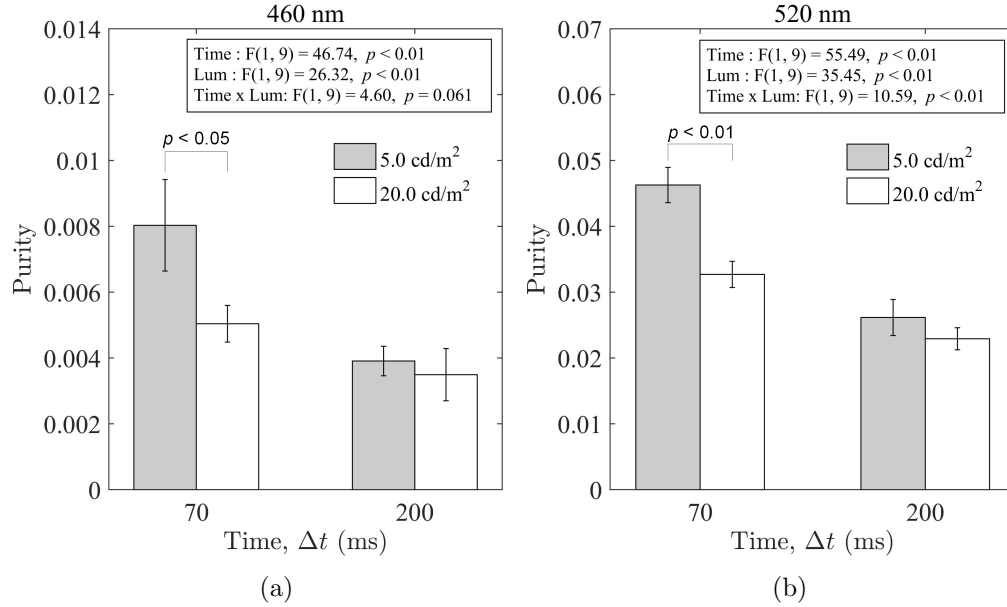 460 nm
0.014
0.012
0.01
0.008
0.006
0.004
0.002
0
Purity
Time : F(1, 9) = 46.74, p < 0.01
Lum : F(1, 9) = 26.32, p < 0.01
Time x Lum: F(1, 9) = 4.60, p = 0.061
p < 0.05
5.0 cd/m²
20.0 cd/m²
70
200
Time, Δt (ms)
(a)
520 nm
0.07
0.06
0.05
0.04
0.03
0.02
0.01
0
Purity
Time : F(1, 9) = 55.49, p < 0.01
Lum : F(1, 9) = 35.45, p < 0.01
Time x Lum: F(1, 9) = 10.59, p < 0.01
p < 0.01
5.0 cd/m²
20.0 cd/m²
70
200
Time, Δt (ms)
(b)